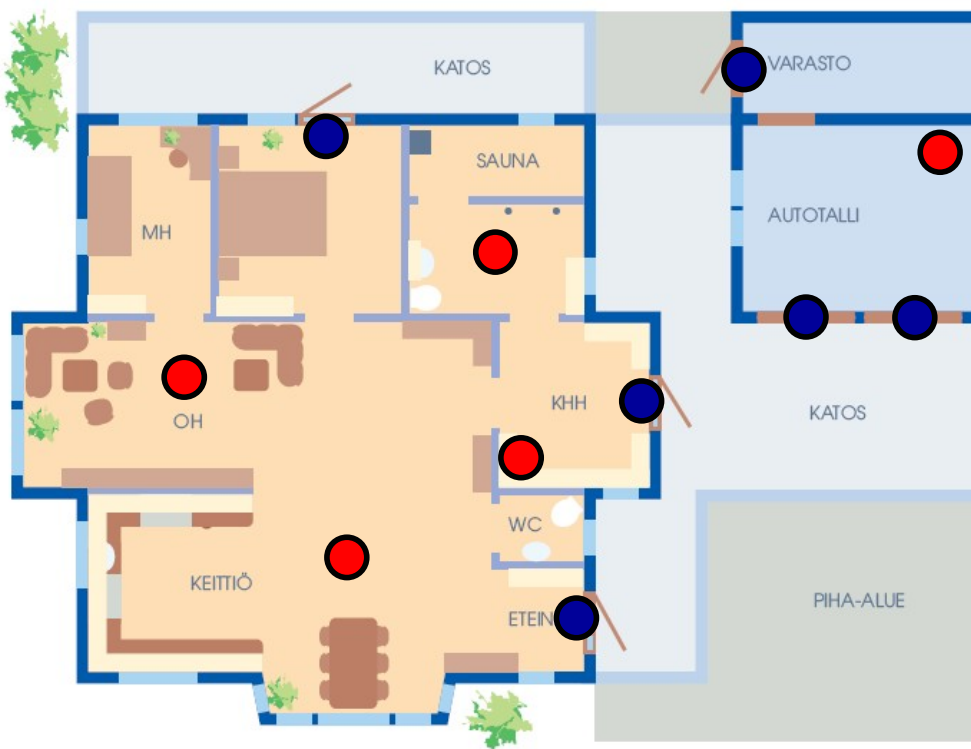 KATOS
VARASTO
SAUNA
MH
AUTOTALLI
KHH
KATOS
OH
WC
KEITTIÖ
PIHA-ALUE
ETEIN